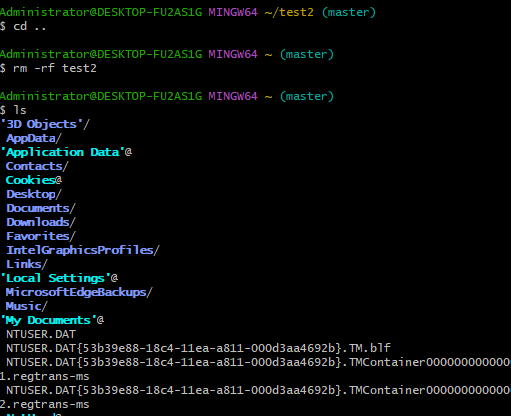 Administrator@DESKTOP-FU2AS1G MINGW64 ~/test2 (master)
$ cd ..
Administrator@DESKTOP-FU2AS1G MINGW64 ~ (master)
$ rm -rf test2
Administrator@DESKTOP-FU2AS1G MINGW64 ~ (master)
$ ls
'3D Objects'/
AppData/
'Application Data'@
Contacts/
Cookies@
Desktop/
Documents/
Downloads/
Favorites/
IntelGraphicsProfiles/
Links/
'Local Settings'@
MicrosoftEdgeBackups/
Music/
'My Documents'@
NTUSER.DAT
NTUSER.DAT{53b39e88-18c4-11ea-a811-000d3aa4692b}.TM.blf
NTUSER.DAT{53b39e88-18c4-11ea-a811-000d3aa4692b}.TMContainer0000000000000
1.regtrans-ms
NTUSER.DAT{53b39e88-18c4-11ea-a811-000d3aa4692b}.TMContainer0000000000000
2.regtrans-ms